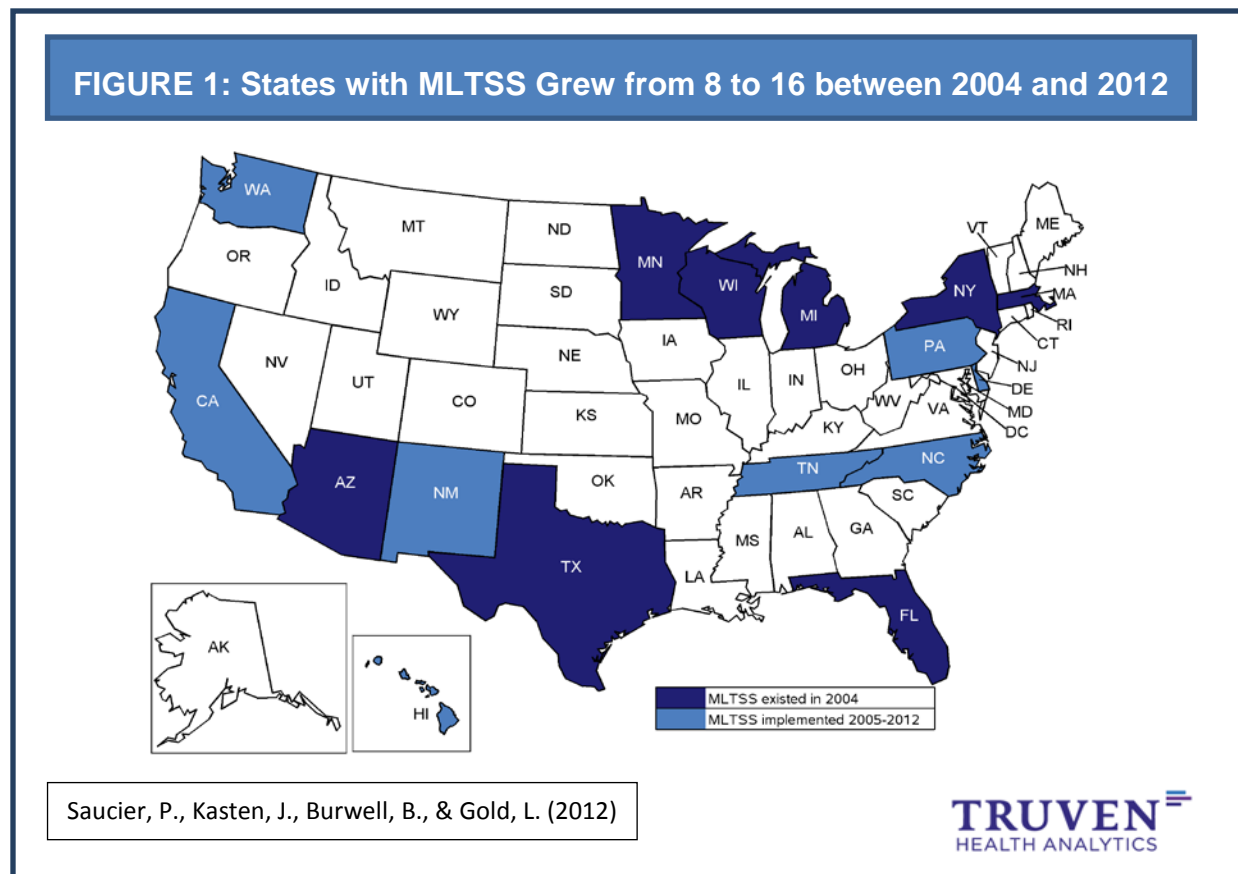 FIGURE 1: States with MLTSS Grew from 8 to 16 between 2004 and 2012
WA
MT
ND
MN
ME
VT
OR
ID
SD
WI
NY
NH
MA
WY
MI
RI
CT
NV
NE
IA
PA
NJ
UT
CO
IL
IN
OH
DE
CA
KS
MO
WV
VA
MD
KY
DC
AZ
NM
OK
AR
TN
NC
SC
MS
AL
GA
TX
LA
FL
AK
HI
MLTSS existed in 2004
MLTSS implemented 2005-2012
Saucier, P., Kasten, J., Burwell, B., & Gold, L. (2012)
TRUVEN
HEALTH ANALYTICS